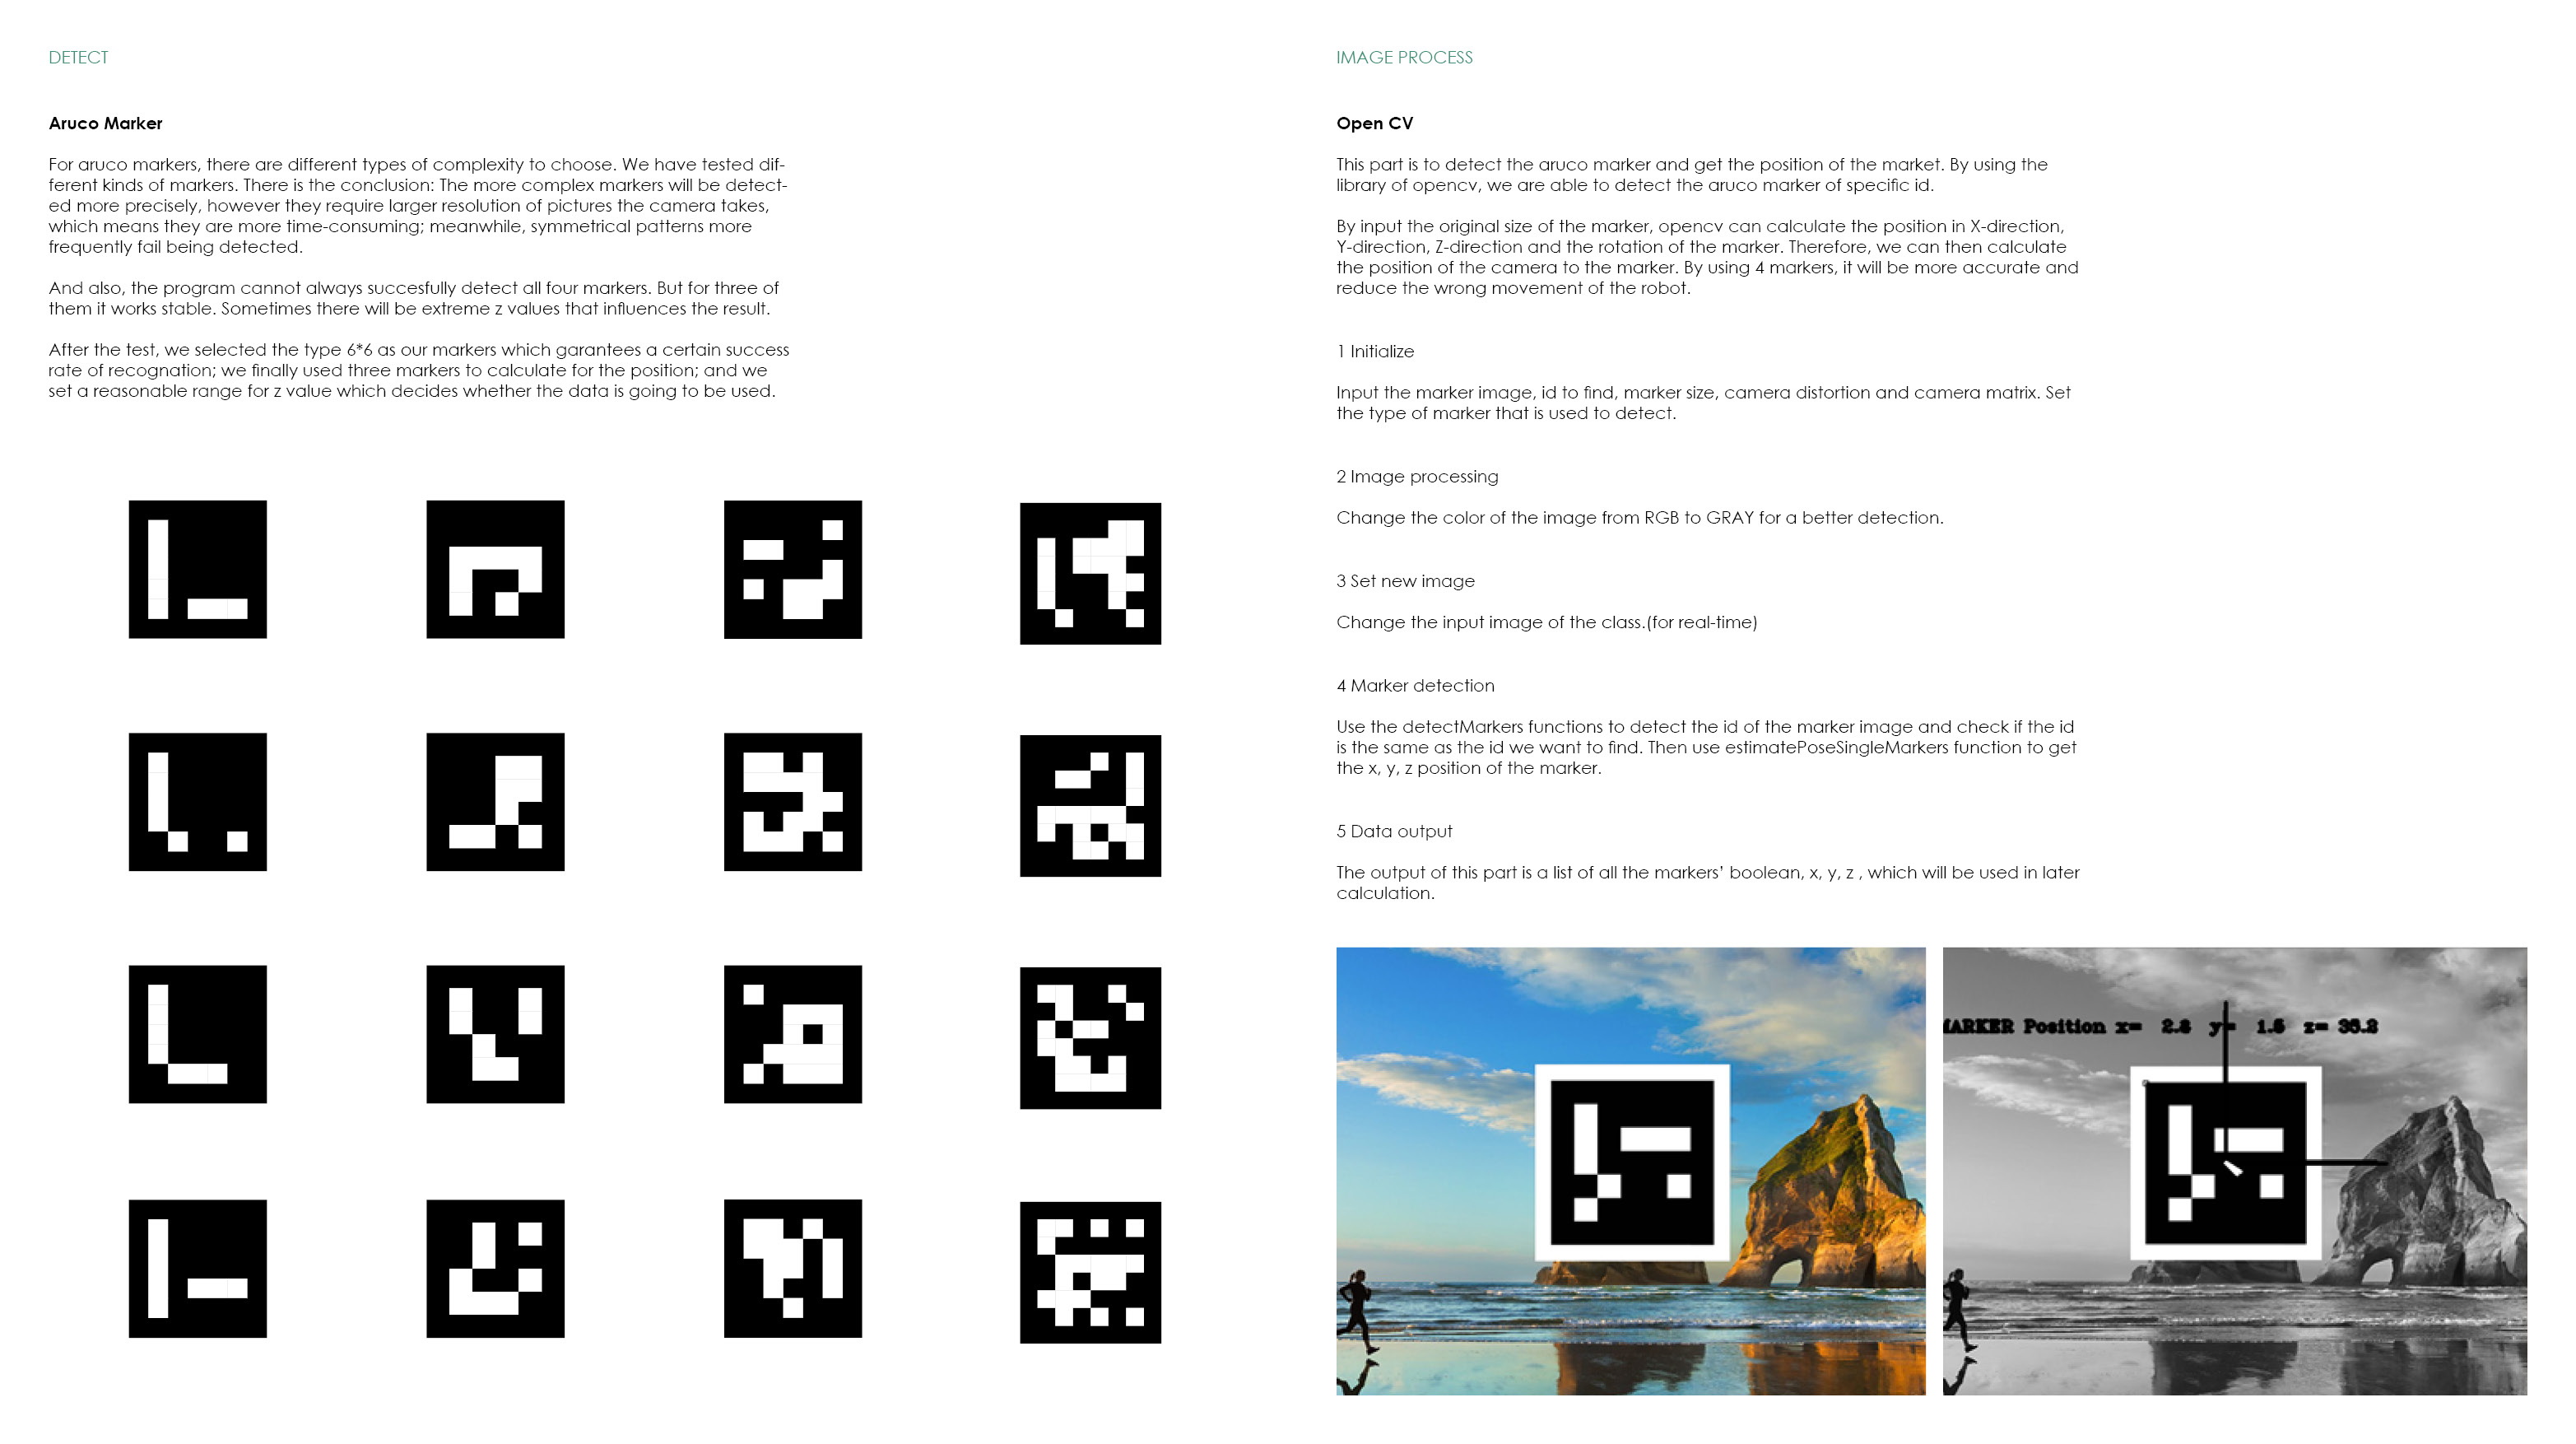 DETECT
Aruco Marker
For aruco markers, there are different types of complexity to choose. We have tested dif-
ferent kinds of markers. There is the conclusion: The more complex markers will be detect-
ed more precisely, however they require larger resolution of pictures the camera takes,
which means they are more time-consuming; meanwhile, symmetrical patterns more
frequently fail being detected.
And also, the program cannot always succesfully detect all four markers. But for three of
them it works stable. Sometimes there will be extreme z values that influences the result.
After the test, we selected the type 6*6 as our markers which garantees a certain success
rate of recognation; we finally used three markers to calculate for the position; and we
set a reasonable range for z value which decides whether the data is going to be used.
IMAGE PROCESS
Open CV
This part is to detect the aruco marker and get the position of the market. By using the
library of opencv, we are able to detect the aruco marker of specific id.
By input the original size of the marker, opencv can calculate the position in X-direction,
Y-direction, Z-direction and the rotation of the marker. Therefore, we can then calculate
the position of the camera to the marker. By using 4 markers, it will be more accurate and
reduce the wrong movement of the robot.
1 Initialize
Input the marker image, id to find, marker size, camera distortion and camera matrix. Set
the type of marker that is used to detect.
2 Image processing
Change the color of the image from RGB to GRAY for a better detection.
3 Set new image
Change the input image of the class.(for real-time)
4 Marker detection
Use the detectMarkers functions to detect the id of the marker image and check if the id
is the same as the id we want to find. Then use estimatePoseSingleMarkers function to get
the x, y, z position of the marker.
5 Data output
The output of this part is a list of all the markers’ boolean, x, y, z , which will be used in later
calculation.
MARKER Position x= 2.8 y= 1.5 z=